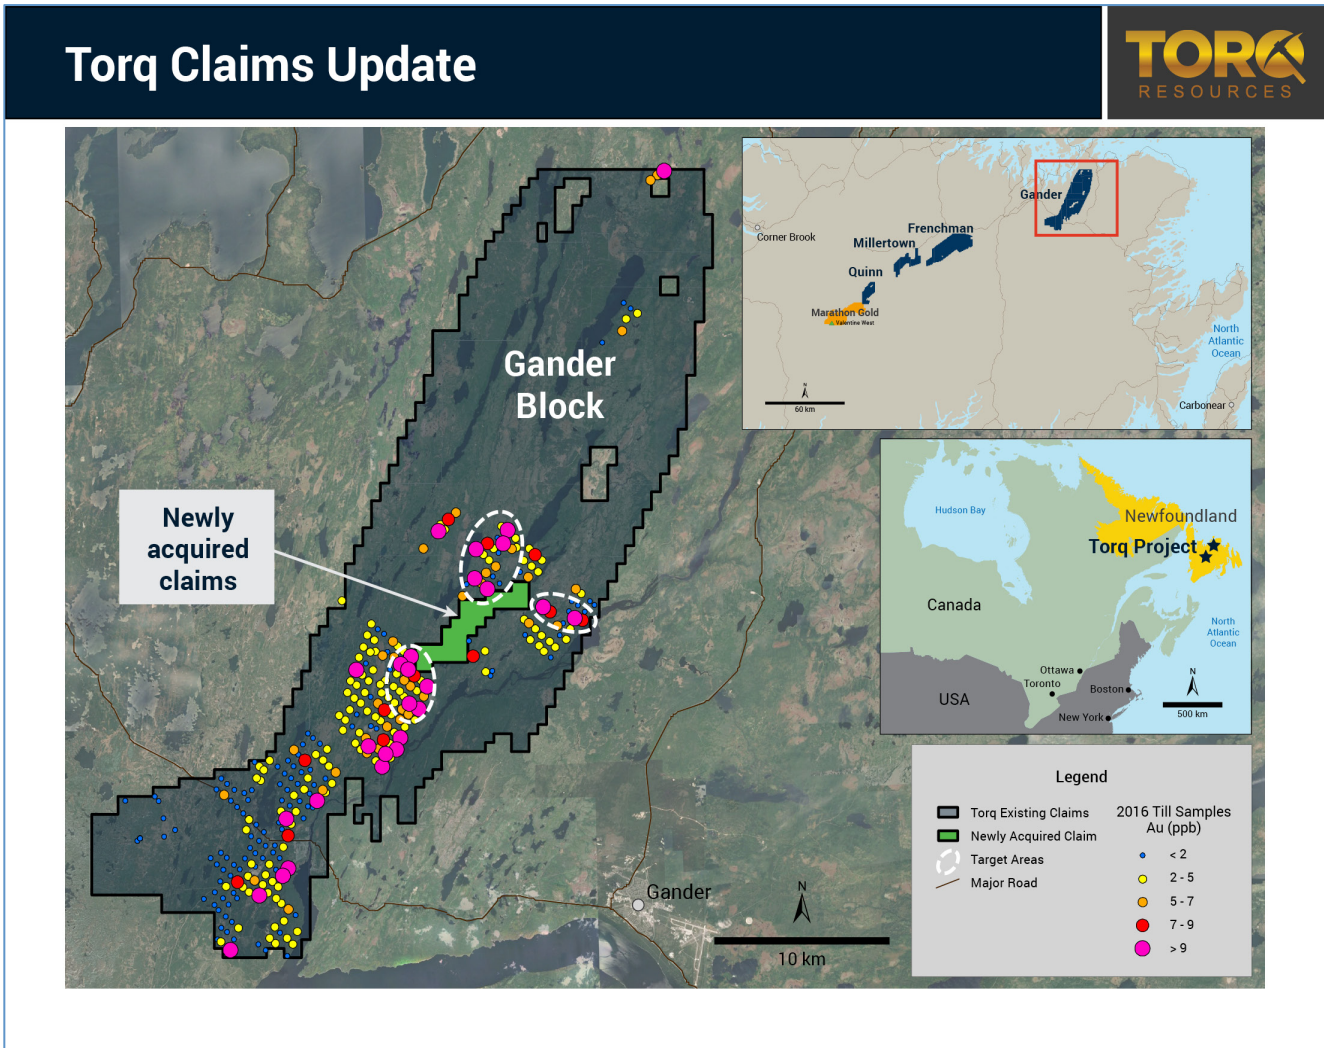 Torq Claims Update
TORQ
RESOURCES
Gander
Block
Newly
acquired
claims
Gander
N
10 km
Gander
Frenchman
Millertown
Quinn
Marathon Gold
Valentine West
Corner Brook
North
Atlantic
Ocean
Carbonear
N
60 km
Hudson Bay
Newfoundland
Torq Project
Canada
North
Atlantic
Ocean
Ottawa
Toronto
Boston
USA
New York
N
500 km
Legend
Torq Existing Claims
Newly Acquired Claim
Target Areas
Major Road
2016 Till Samples
Au (ppb)
< 2
2 - 5
5 - 7
7 - 9
> 9